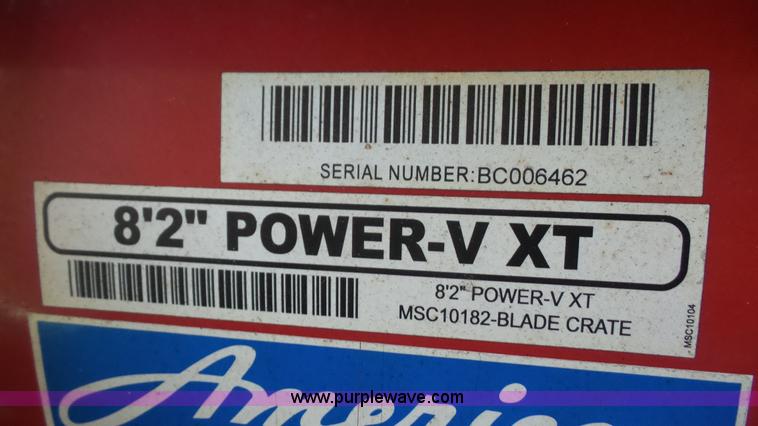 SERIAL NUMBER:BC006462
8'2" POWER-V XT
8'2" POWER-V XT
MSC10182-BLADE CRATE
MSC10104
www.purplewave.com